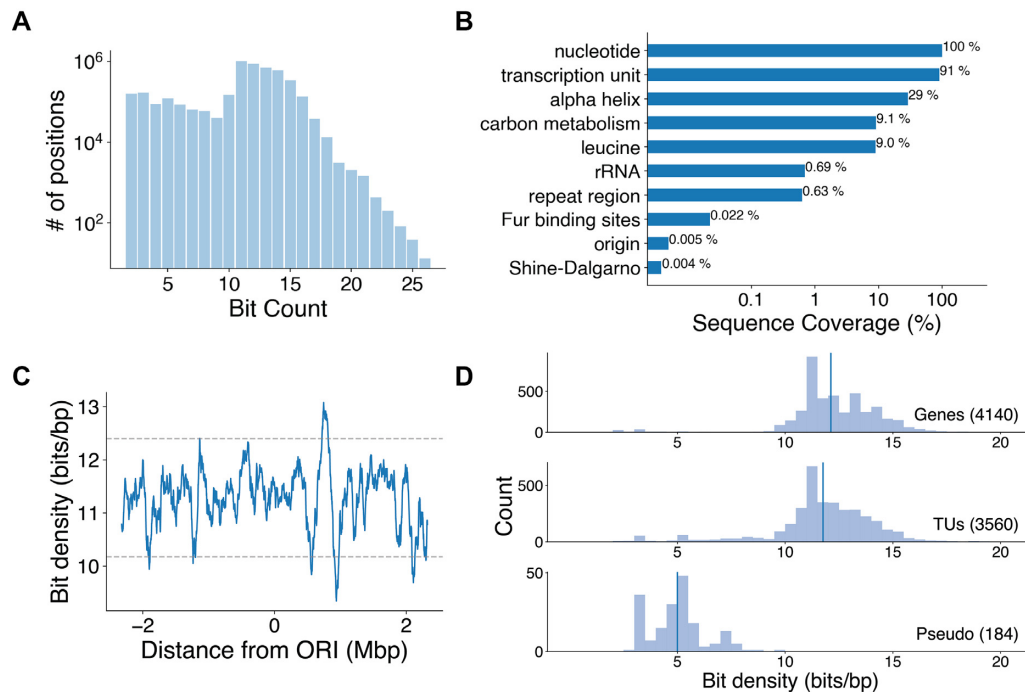 A
10⁶
10⁴
10²
# of positions
5 10 15 20 25
Bit Count
B
nucleotide 100 %
transcription unit 91 %
alpha helix 29 %
carbon metabolism 9.1 %
leucine 9.0 %
rRNA 0.69 %
repeat region 0.63 %
Fur binding sites 0.022 %
origin 0.005 %
Shine-Dalgarno 0.004 %
0.1 1 10 100
Sequence Coverage (%)
C
13
12
11
10
Bit density (bits/bp)
−2 0 2
Distance from ORI (Mbp)
D
500
0
Genes (4140)
5 10 15 20
500
0
TUs (3560)
5 10 15 20
50
0
Pseudo (184)
5 10 15 20
Count
Bit density (bits/bp)